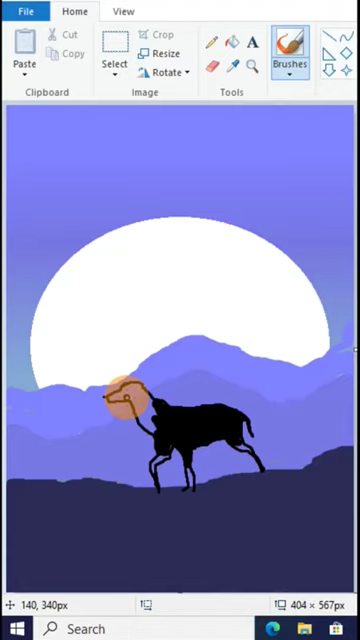 File Home View
Paste Cut
Copy
Select Crop
Resize
Rotate
A
Brushes
Clipboard Image Tools
140, 340px 404 × 567px
Search